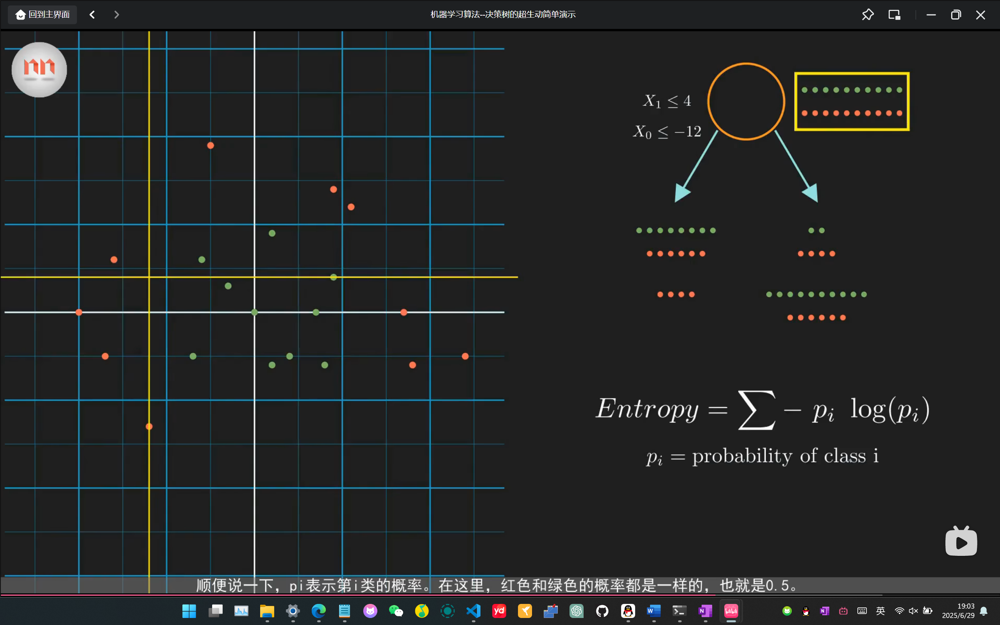 回到主界面
机器学习算法--决策树的超生动简单演示
nn
X₁ ≤ 4
X₀ ≤ −12
Entropy = ∑ − pᵢ log(pᵢ)
pᵢ = probability of class i
顺便说一下，pi表示第i类的概率。在这里，红色和绿色的概率都是一样的，也就是0.5。
yd
W
N
bilibili
N
英
19:03
2025/6/29